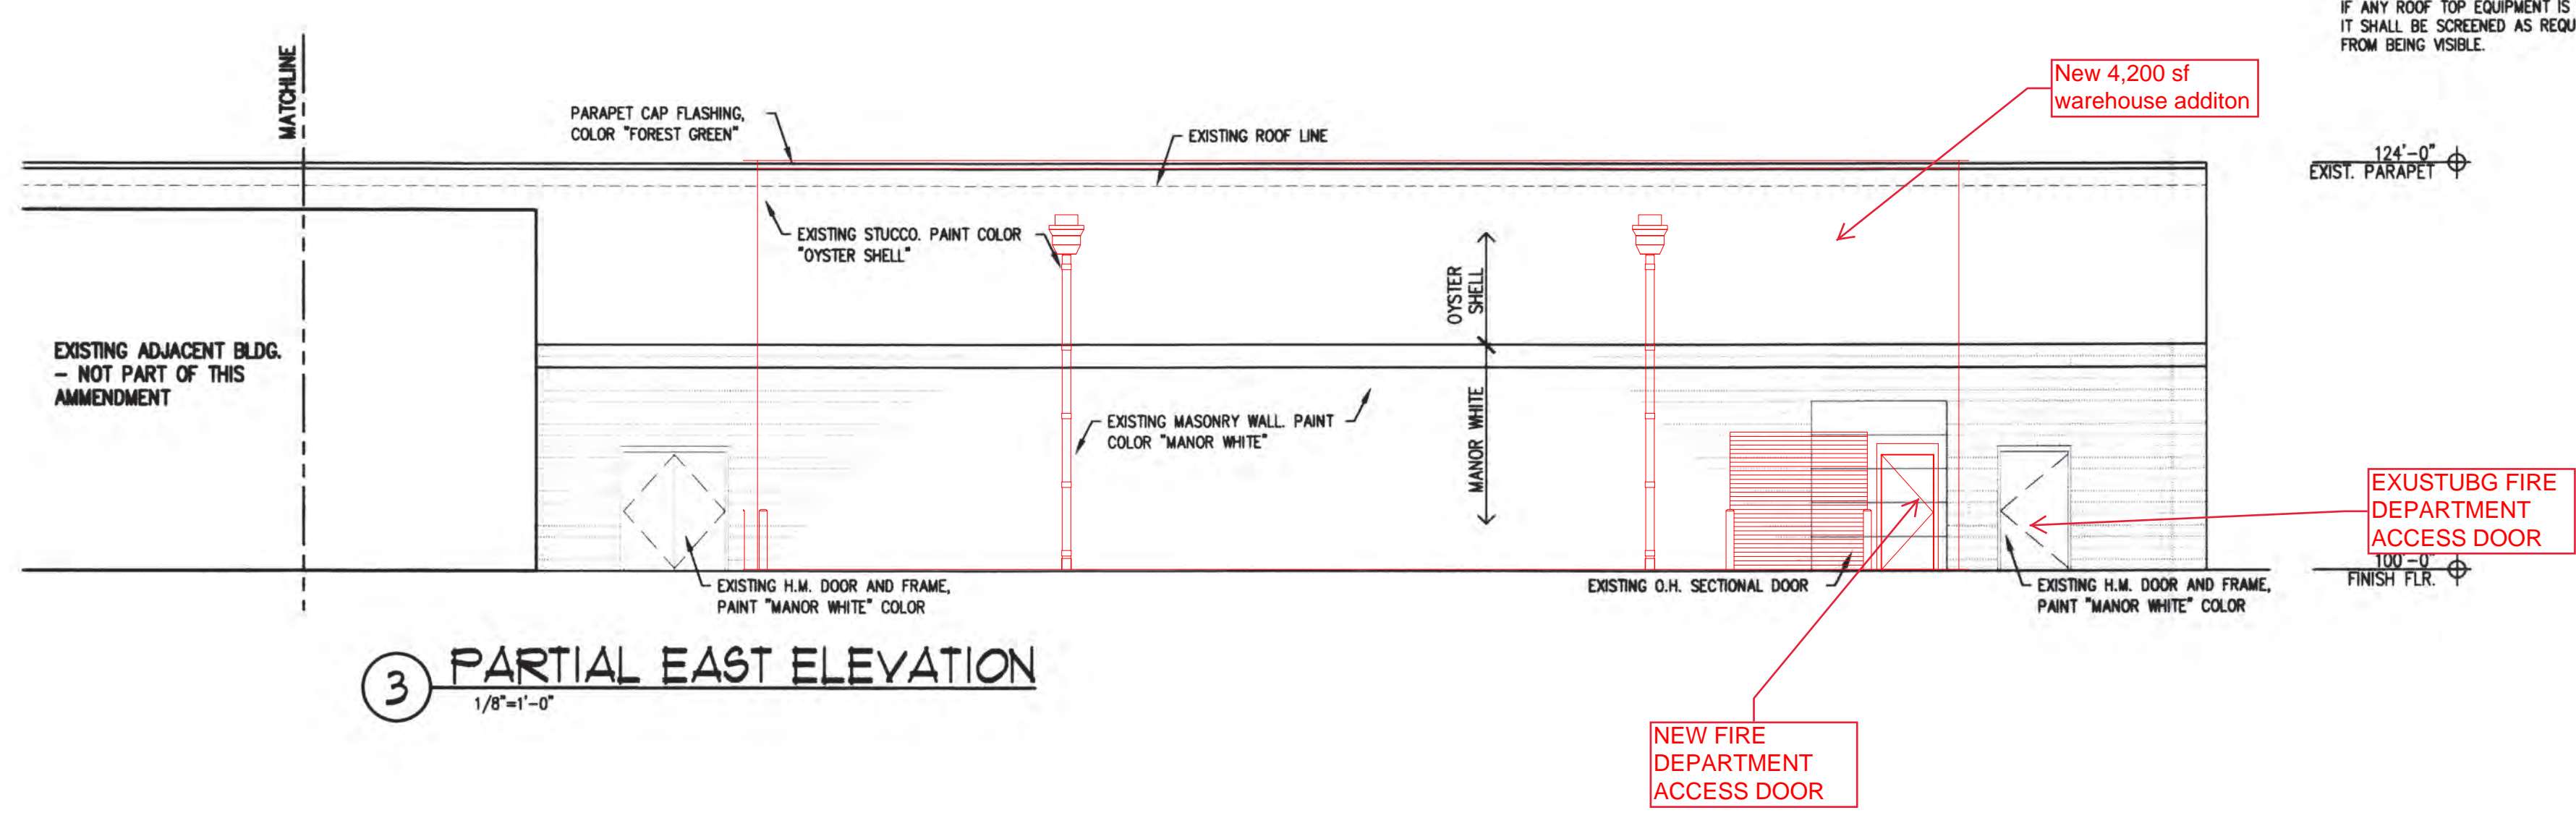 IF ANY ROOF TOP EQUIPMENT IS
IT SHALL BE SCREENED AS REQU
FROM BEING VISIBLE.
New 4,200 sf
warehouse additon
MATCHLINE
PARAPET CAP FLASHING,
COLOR "FOREST GREEN"
EXISTING ROOF LINE
124'-0"
EXIST. PARAPET
EXISTING STUCCO. PAINT COLOR
"OYSTER SHELL"
OYSTER
SHELL
EXISTING ADJACENT BLDG.
- NOT PART OF THIS
AMMENDMENT
EXISTING MASONRY WALL. PAINT
COLOR "MANOR WHITE"
MANOR WHITE
EXUSTUBG FIRE
DEPARTMENT
ACCESS DOOR
100'-0"
FINISH FLR.
EXISTING H.M. DOOR AND FRAME,
PAINT "MANOR WHITE" COLOR
EXISTING O.H. SECTIONAL DOOR
EXISTING H.M. DOOR AND FRAME,
PAINT "MANOR WHITE" COLOR
3
PARTIAL EAST ELEVATION
1/8"=1'-0"
NEW FIRE
DEPARTMENT
ACCESS DOOR